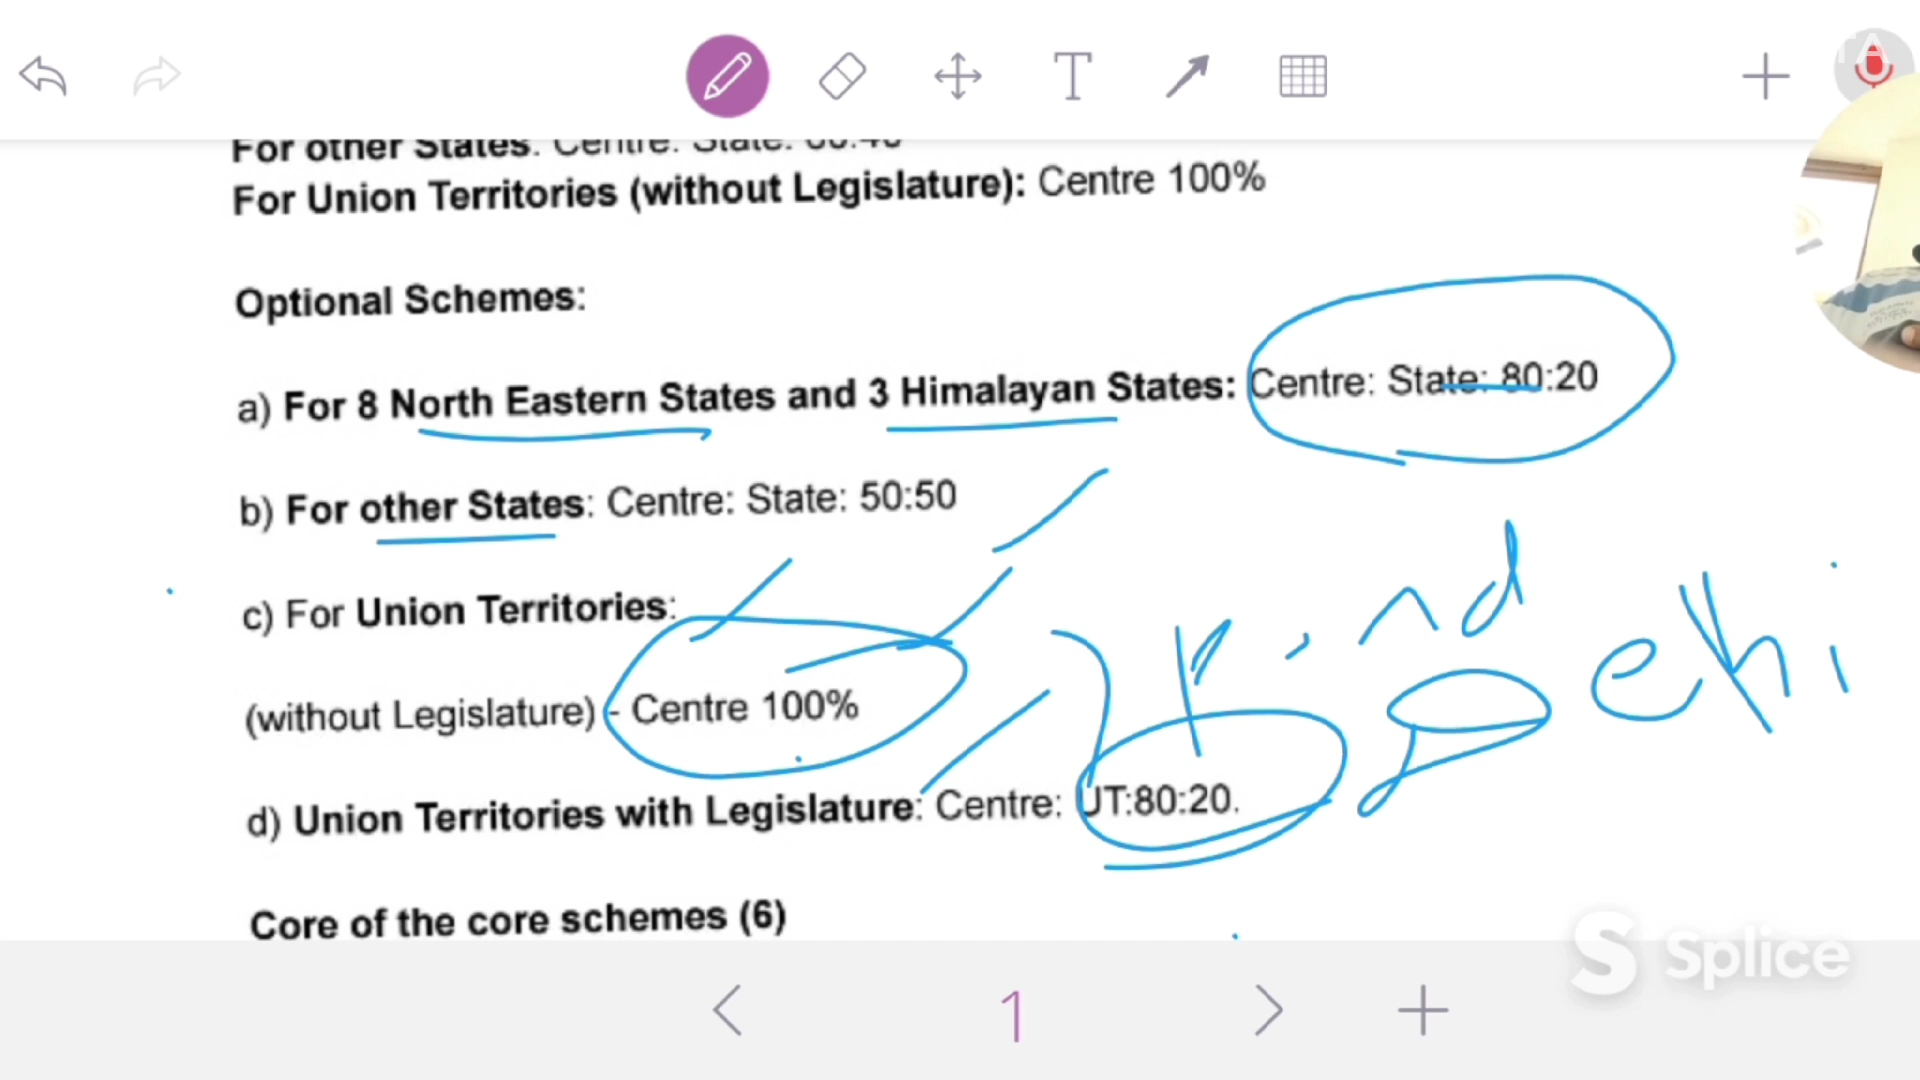 For other States: Centre: State: 60:40
For Union Territories (without Legislature): Centre 100%
Optional Schemes:
a) For 8 North Eastern States and 3 Himalayan States: Centre: State: 80:20
b) For other States: Centre: State: 50:50
c) For Union Territories:
(without Legislature) - Centre 100%
d) Union Territories with Legislature: Centre: UT:80:20.
Core of the core schemes (6)
1
S Splice